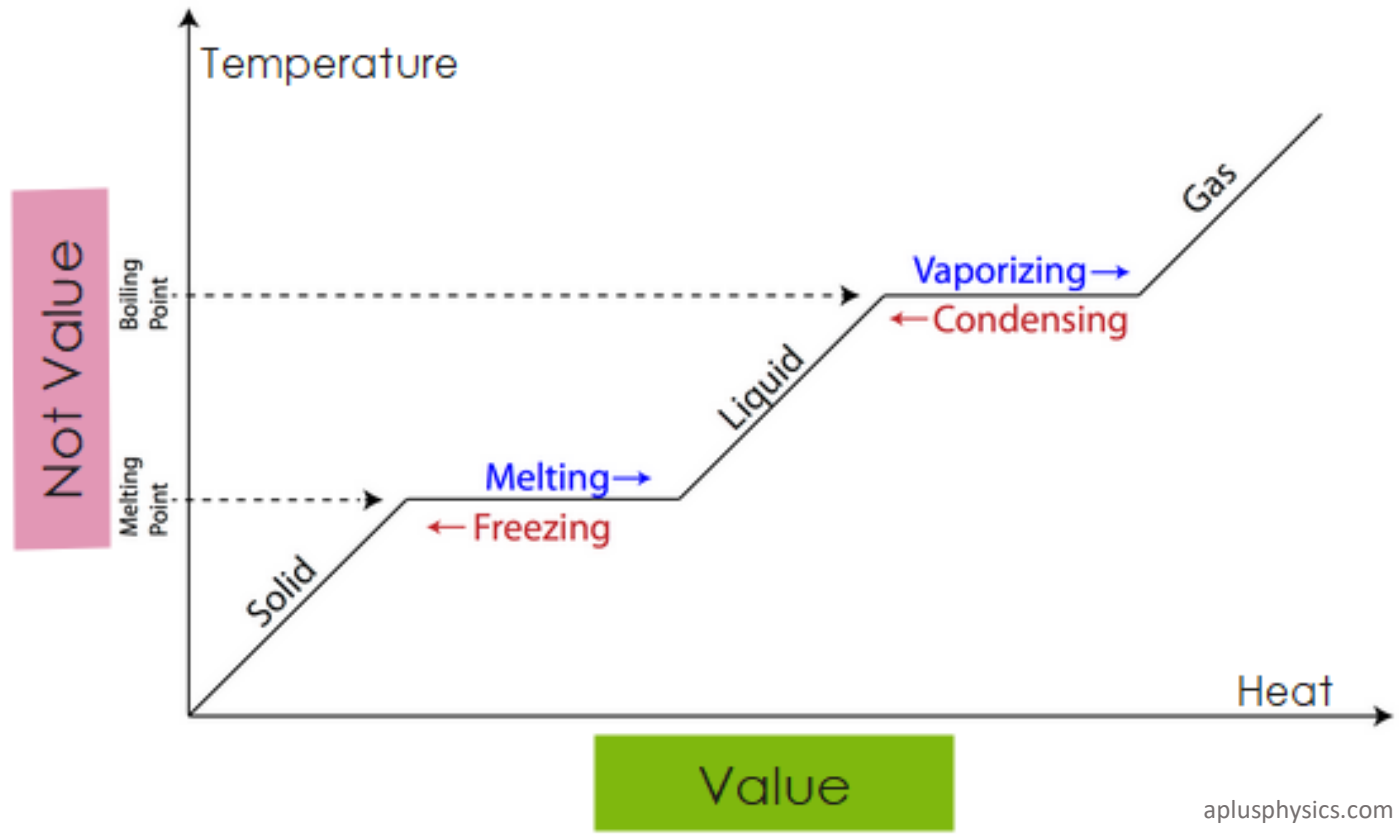 Temperature
Not Value
Boiling
Point
Vaporizing→
←Condensing
Gas
Liquid
Melting
Point
Melting→
←Freezing
Solid
Heat
Value
aplusphysics.com